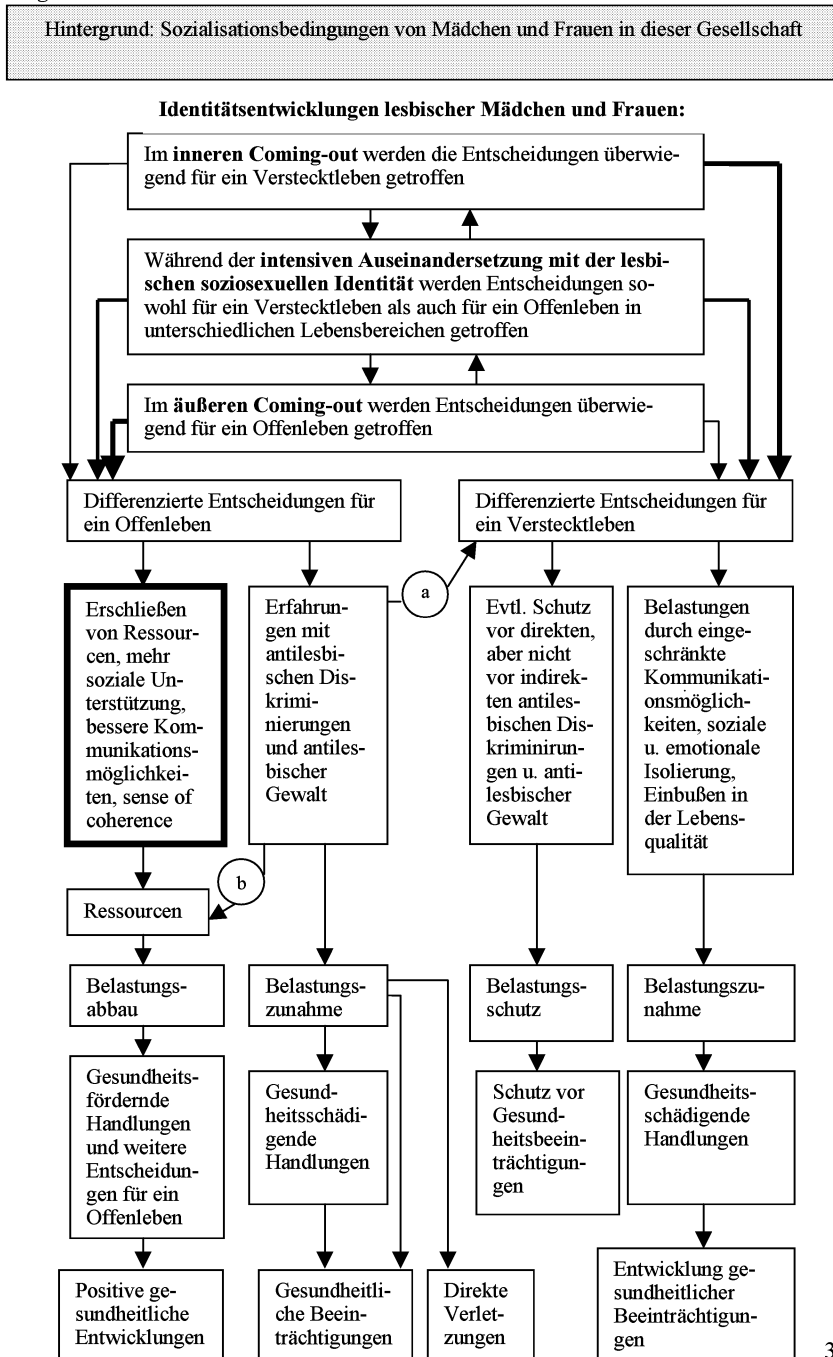 Hintergrund: Sozialisationsbedingungen von Mädchen und Frauen in dieser Gesellschaft
Identitätsentwicklungen lesbischer Mädchen und Frauen:
Im inneren Coming-out werden die Entscheidungen überwie-
gend für ein Verstecktleben getroffen
Während der intensiven Auseinandersetzung mit der lesbi-
schen soziosexuellen Identität werden Entscheidungen so-
wohl für ein Verstecktleben als auch für ein Offenleben in
unterschiedlichen Lebensbereichen getroffen
Im äußeren Coming-out werden Entscheidungen überwie-
gend für ein Offenleben getroffen
Differenzierte Entscheidungen für
ein Offenleben
Differenzierte Entscheidungen für
ein Verstecktleben
Erschließen
von Ressour-
cen, mehr
soziale Un-
terstützung,
bessere Kom-
munikations-
möglichkei-
ten, sense of
coherence
Erfahrun-
gen mit
antilesbi-
schen Dis-
krimi-
nierungen
und antiles-
bischer
Gewalt
a
Evtl. Schutz
vor direkten,
aber nicht
vor indirek-
ten antiles-
bischen Dis-
kriminirun-
gen u. anti-
lesbischer
Gewalt
Belastungen
durch einge-
schränkte
Kommunikati-
onsmöglich-
keiten, soziale
u. emotionale
Isolierung,
Einbußen in
der Lebens-
qualität
b
Ressourcen
Belastungs-
abbau
Belastungs-
zunahme
Belastungs-
schutz
Belastungszu-
nahme
Gesundheits-
fördernde
Handlungen
und weitere
Entscheidun-
gen für ein
Offenleben
Gesund-
heitsschädi-
gende
Handlungen
Schutz vor
Gesund-
heitsbeein-
trächtigun-
gen
Gesundheits-
schädigende
Handlungen
Positive ge-
sundheitliche
Entwicklungen
Gesundheitli-
che Beein-
trächtigungen
Direkte
Verlet-
zungen
Entwicklung ge-
sundheitlicher
Beeinträchtigun-
gen
3